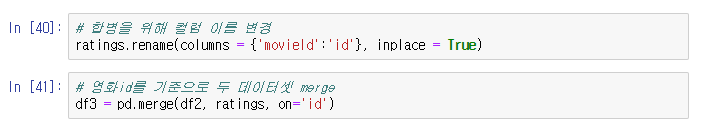 In [40]: # 합병을 위해 컬럼 이름 변경
ratings.rename(columns = {'movieId':'id'}, inplace = True)
In [41]: # 영화id를 기준으로 두 데이터셋 merge
df3 = pd.merge(df2, ratings, on='id')